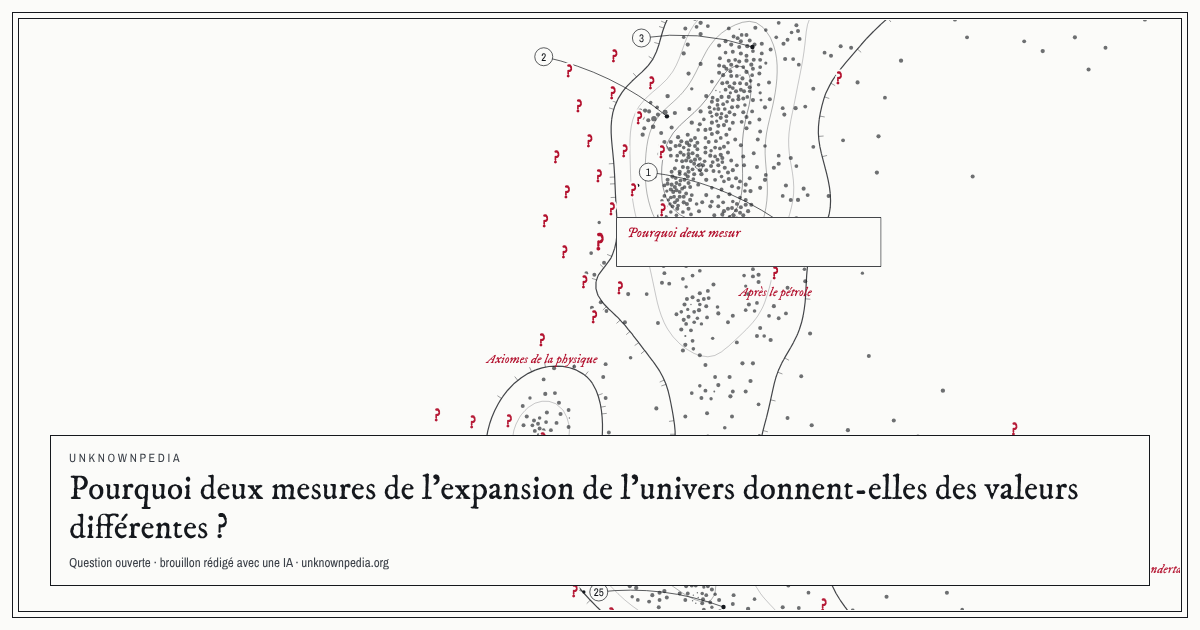 3
2
1
Pourquoi deux mesur
Après le pétrole
Axiomes de la physique
UNKNOWNPEDIA
Pourquoi deux mesures de l'expansion de l'univers donnent-elles des valeurs
différentes ?
Question ouverte · brouillon rédigé avec une IA · unknownpedia.org
25